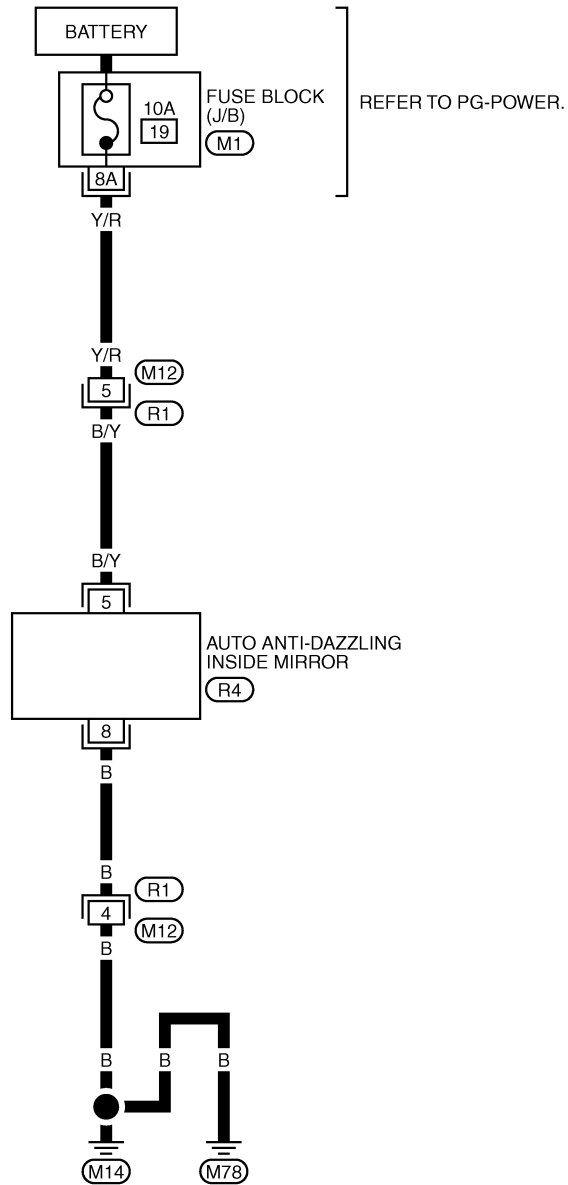 BATTERY
10A
19
FUSE BLOCK
(J/B)
M1
REFER TO PG-POWER.
8A
Y/R
Y/R
M12
5
R1
B/Y
B/Y
5
AUTO ANTI-DAZZLING
INSIDE MIRROR
R4
8
B
B
R1
4
M12
B
B B B
M14 M78